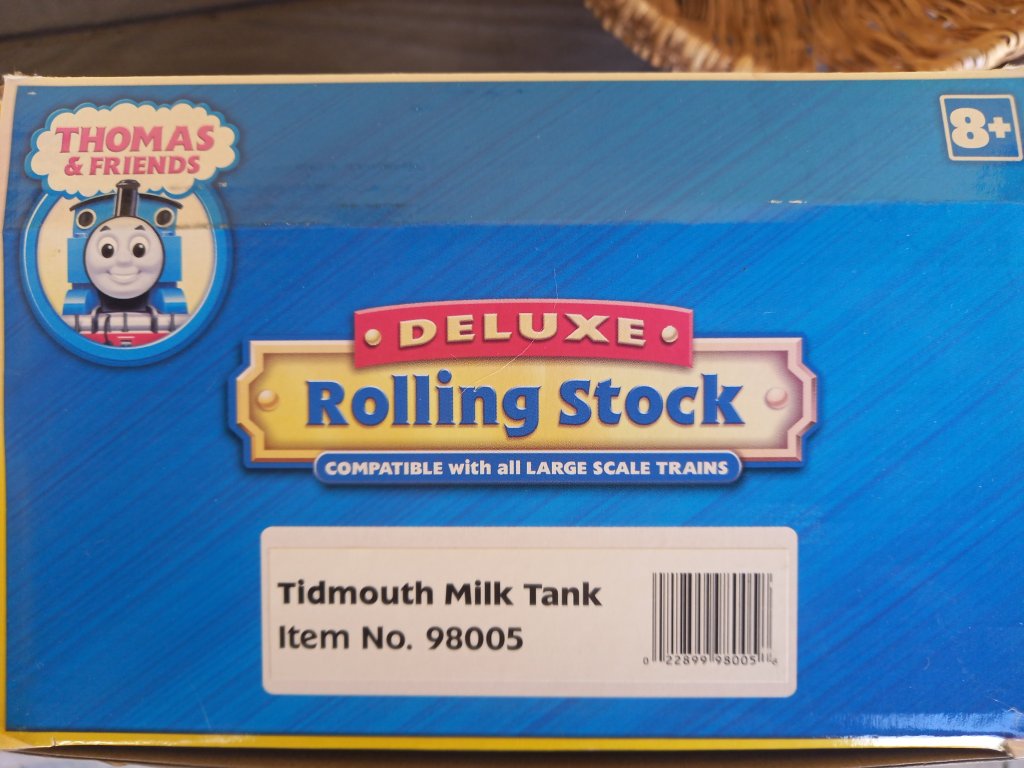 THOMAS
& FRIENDS
™
8+
DELUXE
Rolling Stock
COMPATIBLE with all LARGE SCALE TRAINS
Tidmouth Milk Tank
Item No. 98005
0 22899 98005